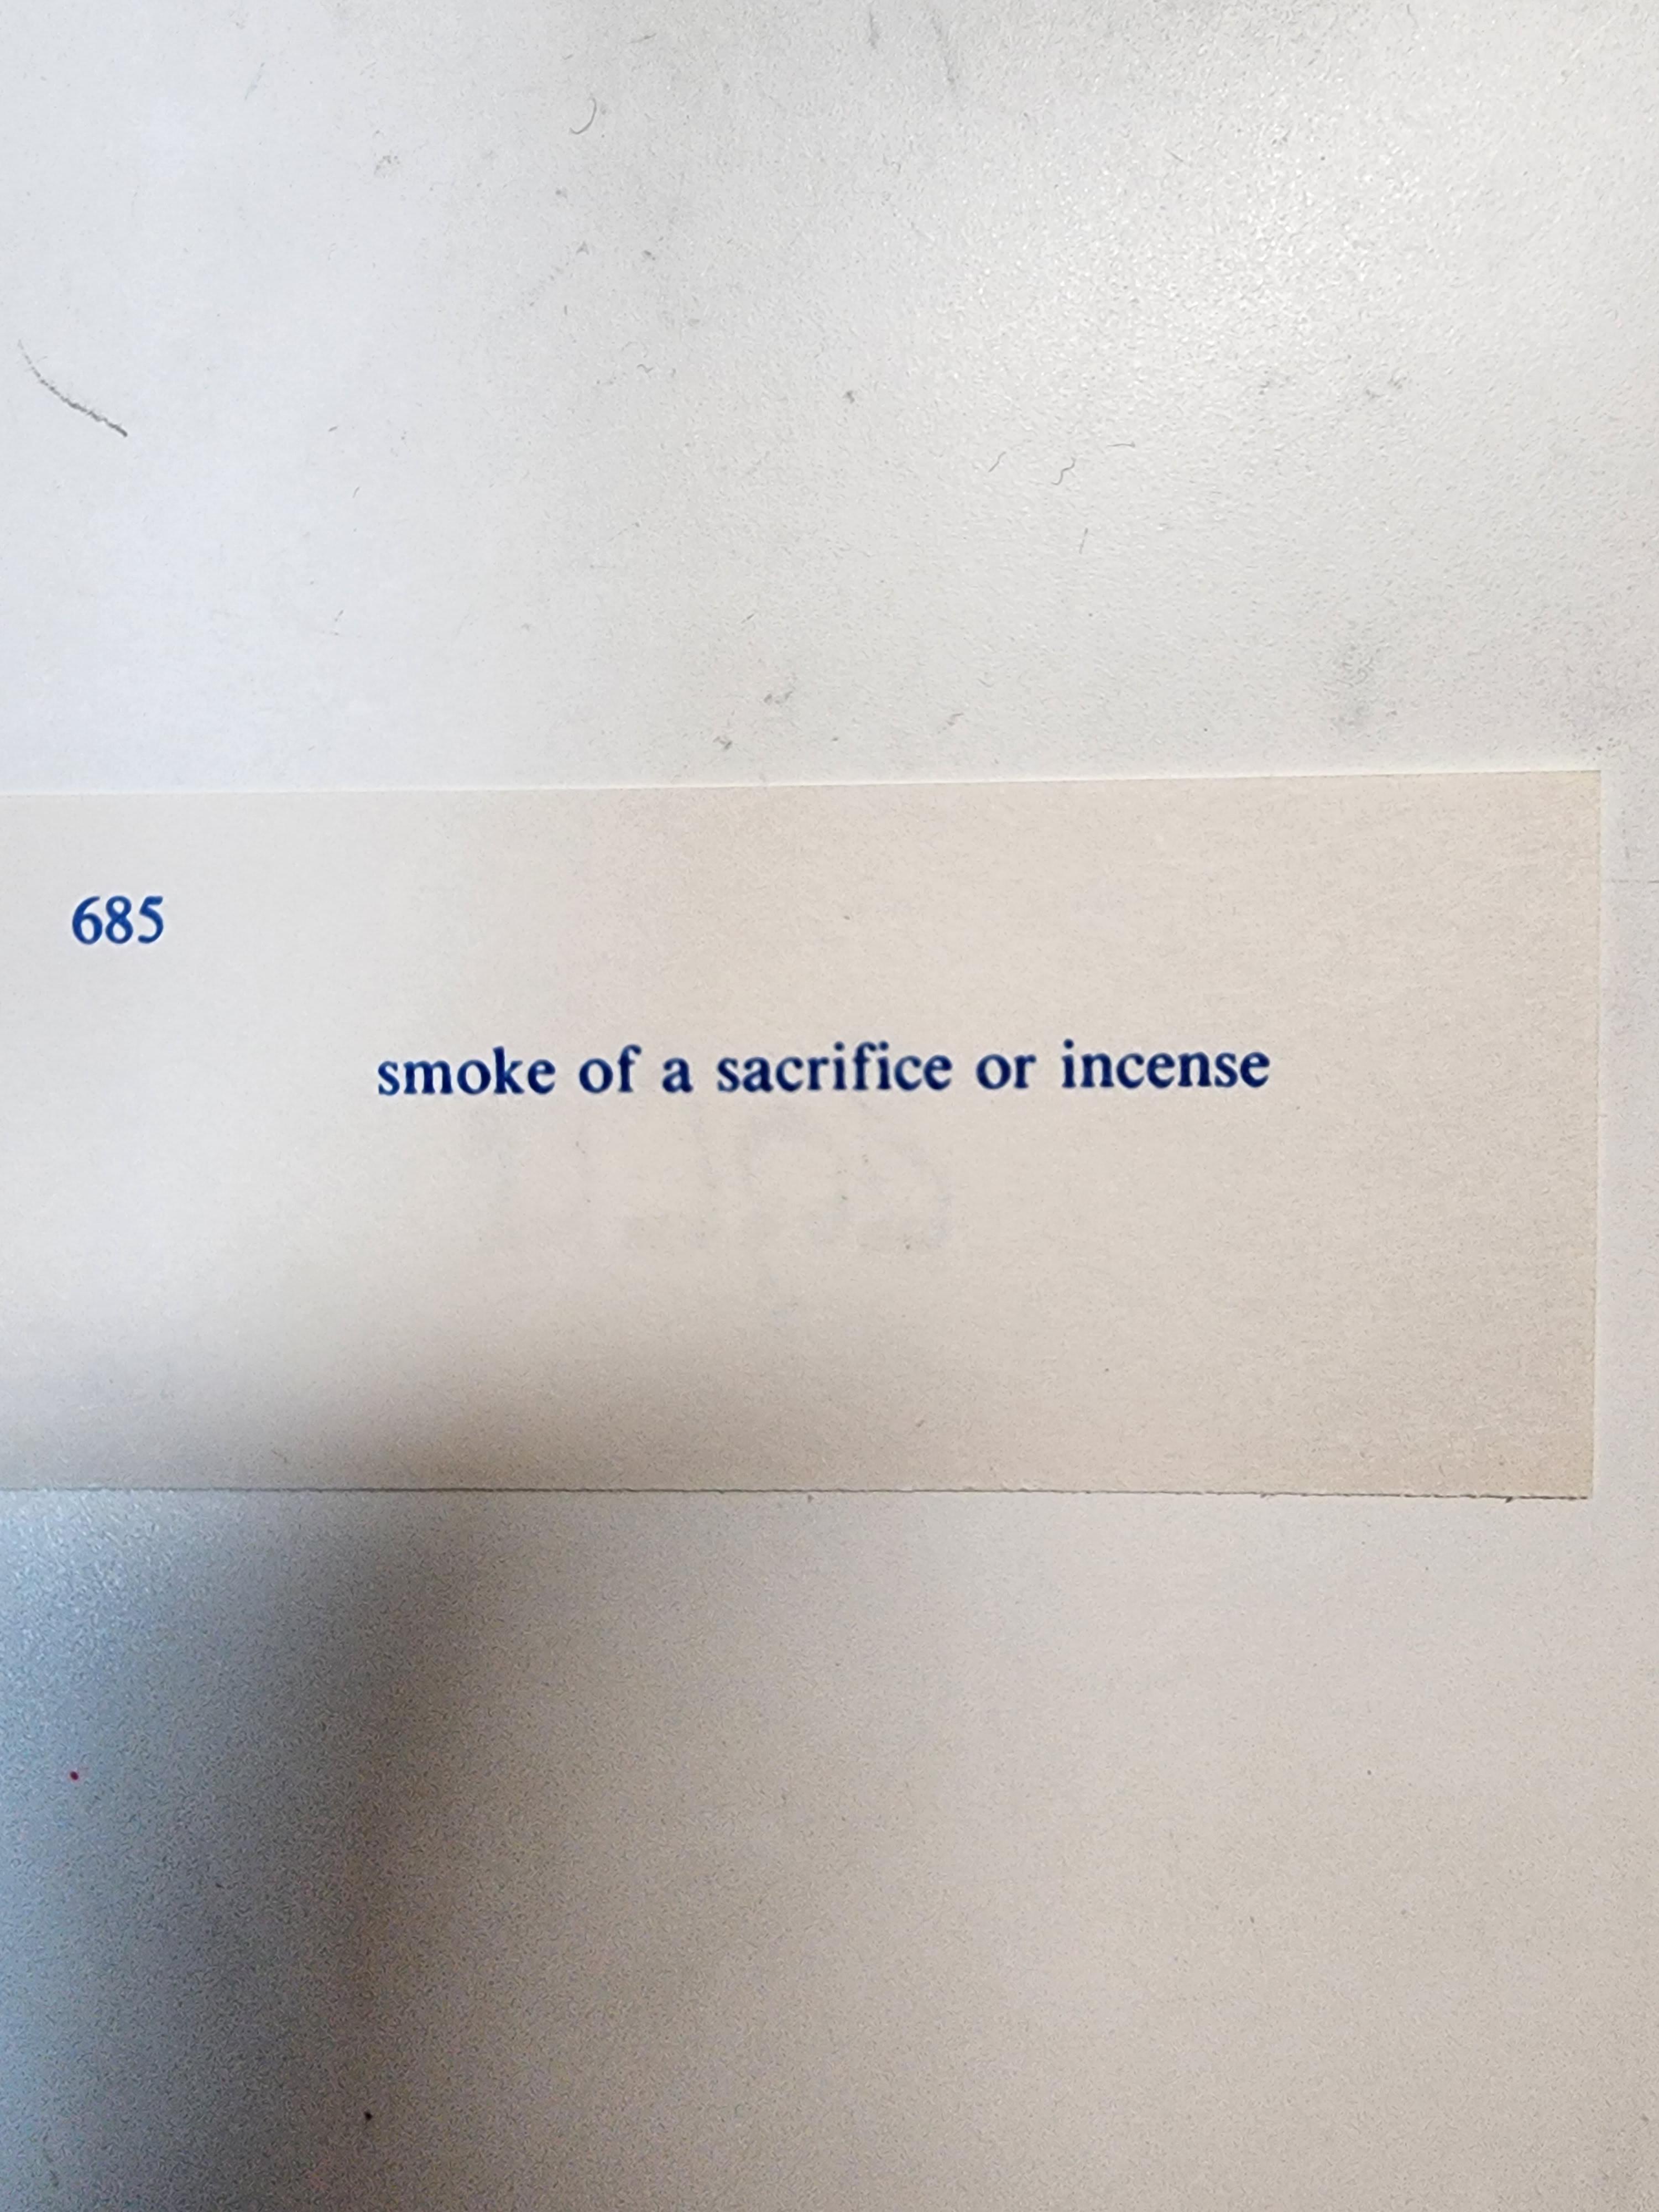 685
smoke of a sacrifice or incense